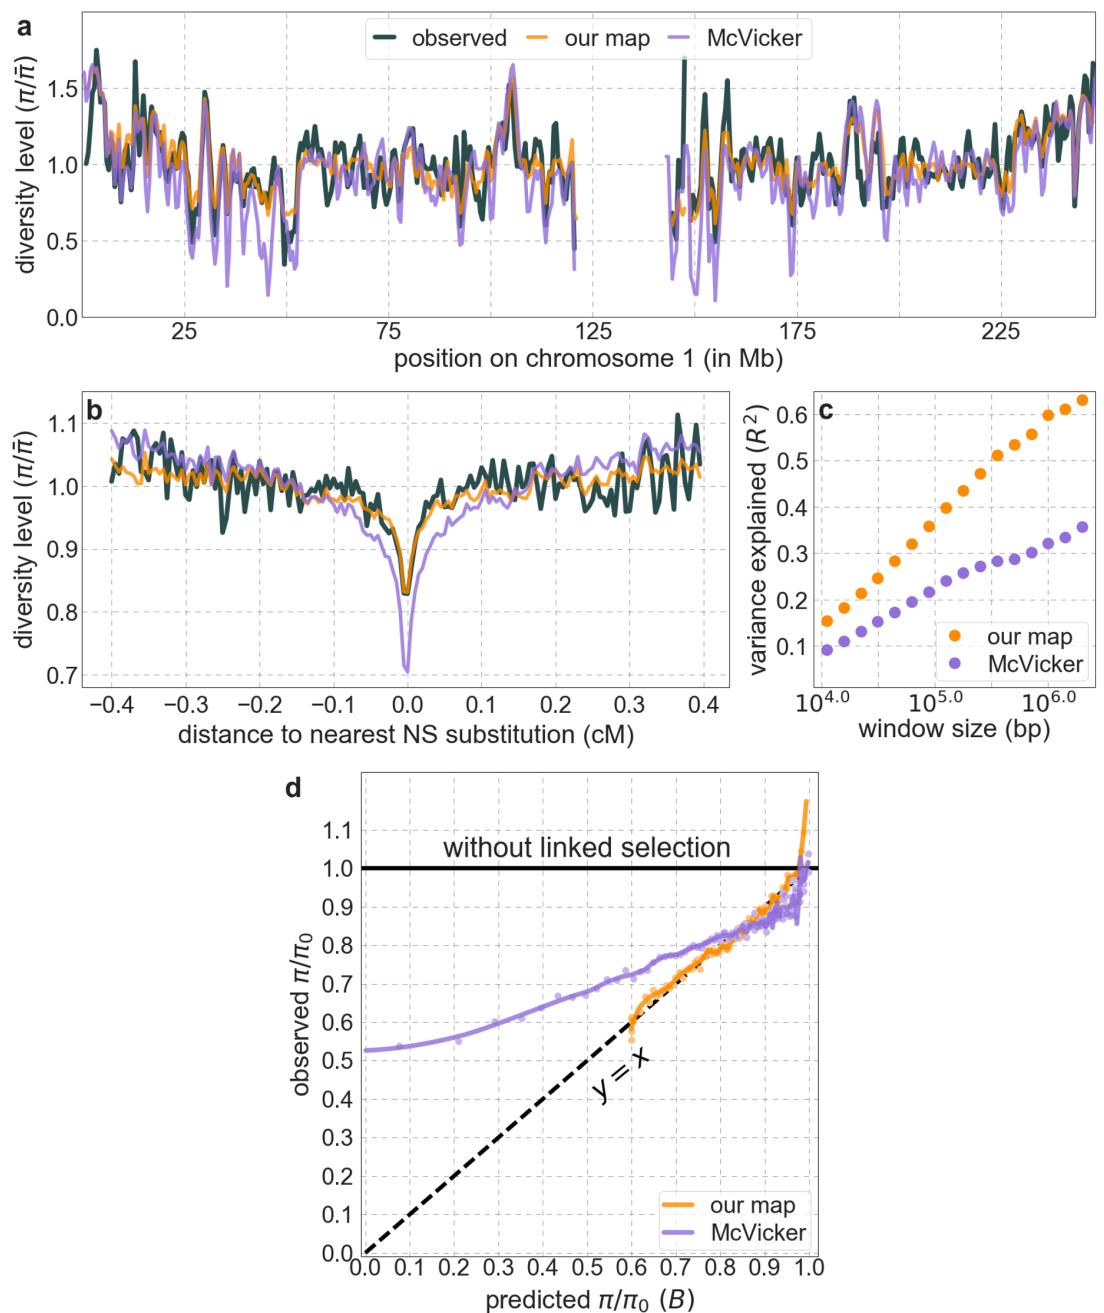 a
observed our map McVicker
diversity level (π/π̄)
1.5
1.0
0.5
0.0
25 75 125 175 225
position on chromosome 1 (in Mb)
b
diversity level (π/π̄)
1.1
1.0
0.9
0.8
0.7
−0.4 −0.3 −0.2 −0.1 0.0 0.1 0.2 0.3 0.4
distance to nearest NS substitution (cM)
c
variance explained (R²)
0.6
0.5
0.4
0.3
0.2
0.1
our map
McVicker
10⁴·⁰ 10⁵·⁰ 10⁶·⁰
window size (bp)
d
without linked selection
observed π/π₀
1.1
1.0
0.9
0.8
0.7
0.6
0.5
0.4
0.3
0.2
0.1
0.0
y = x
our map
McVicker
0.0 0.1 0.2 0.3 0.4 0.5 0.6 0.7 0.8 0.9 1.0
predicted π/π₀ (B)